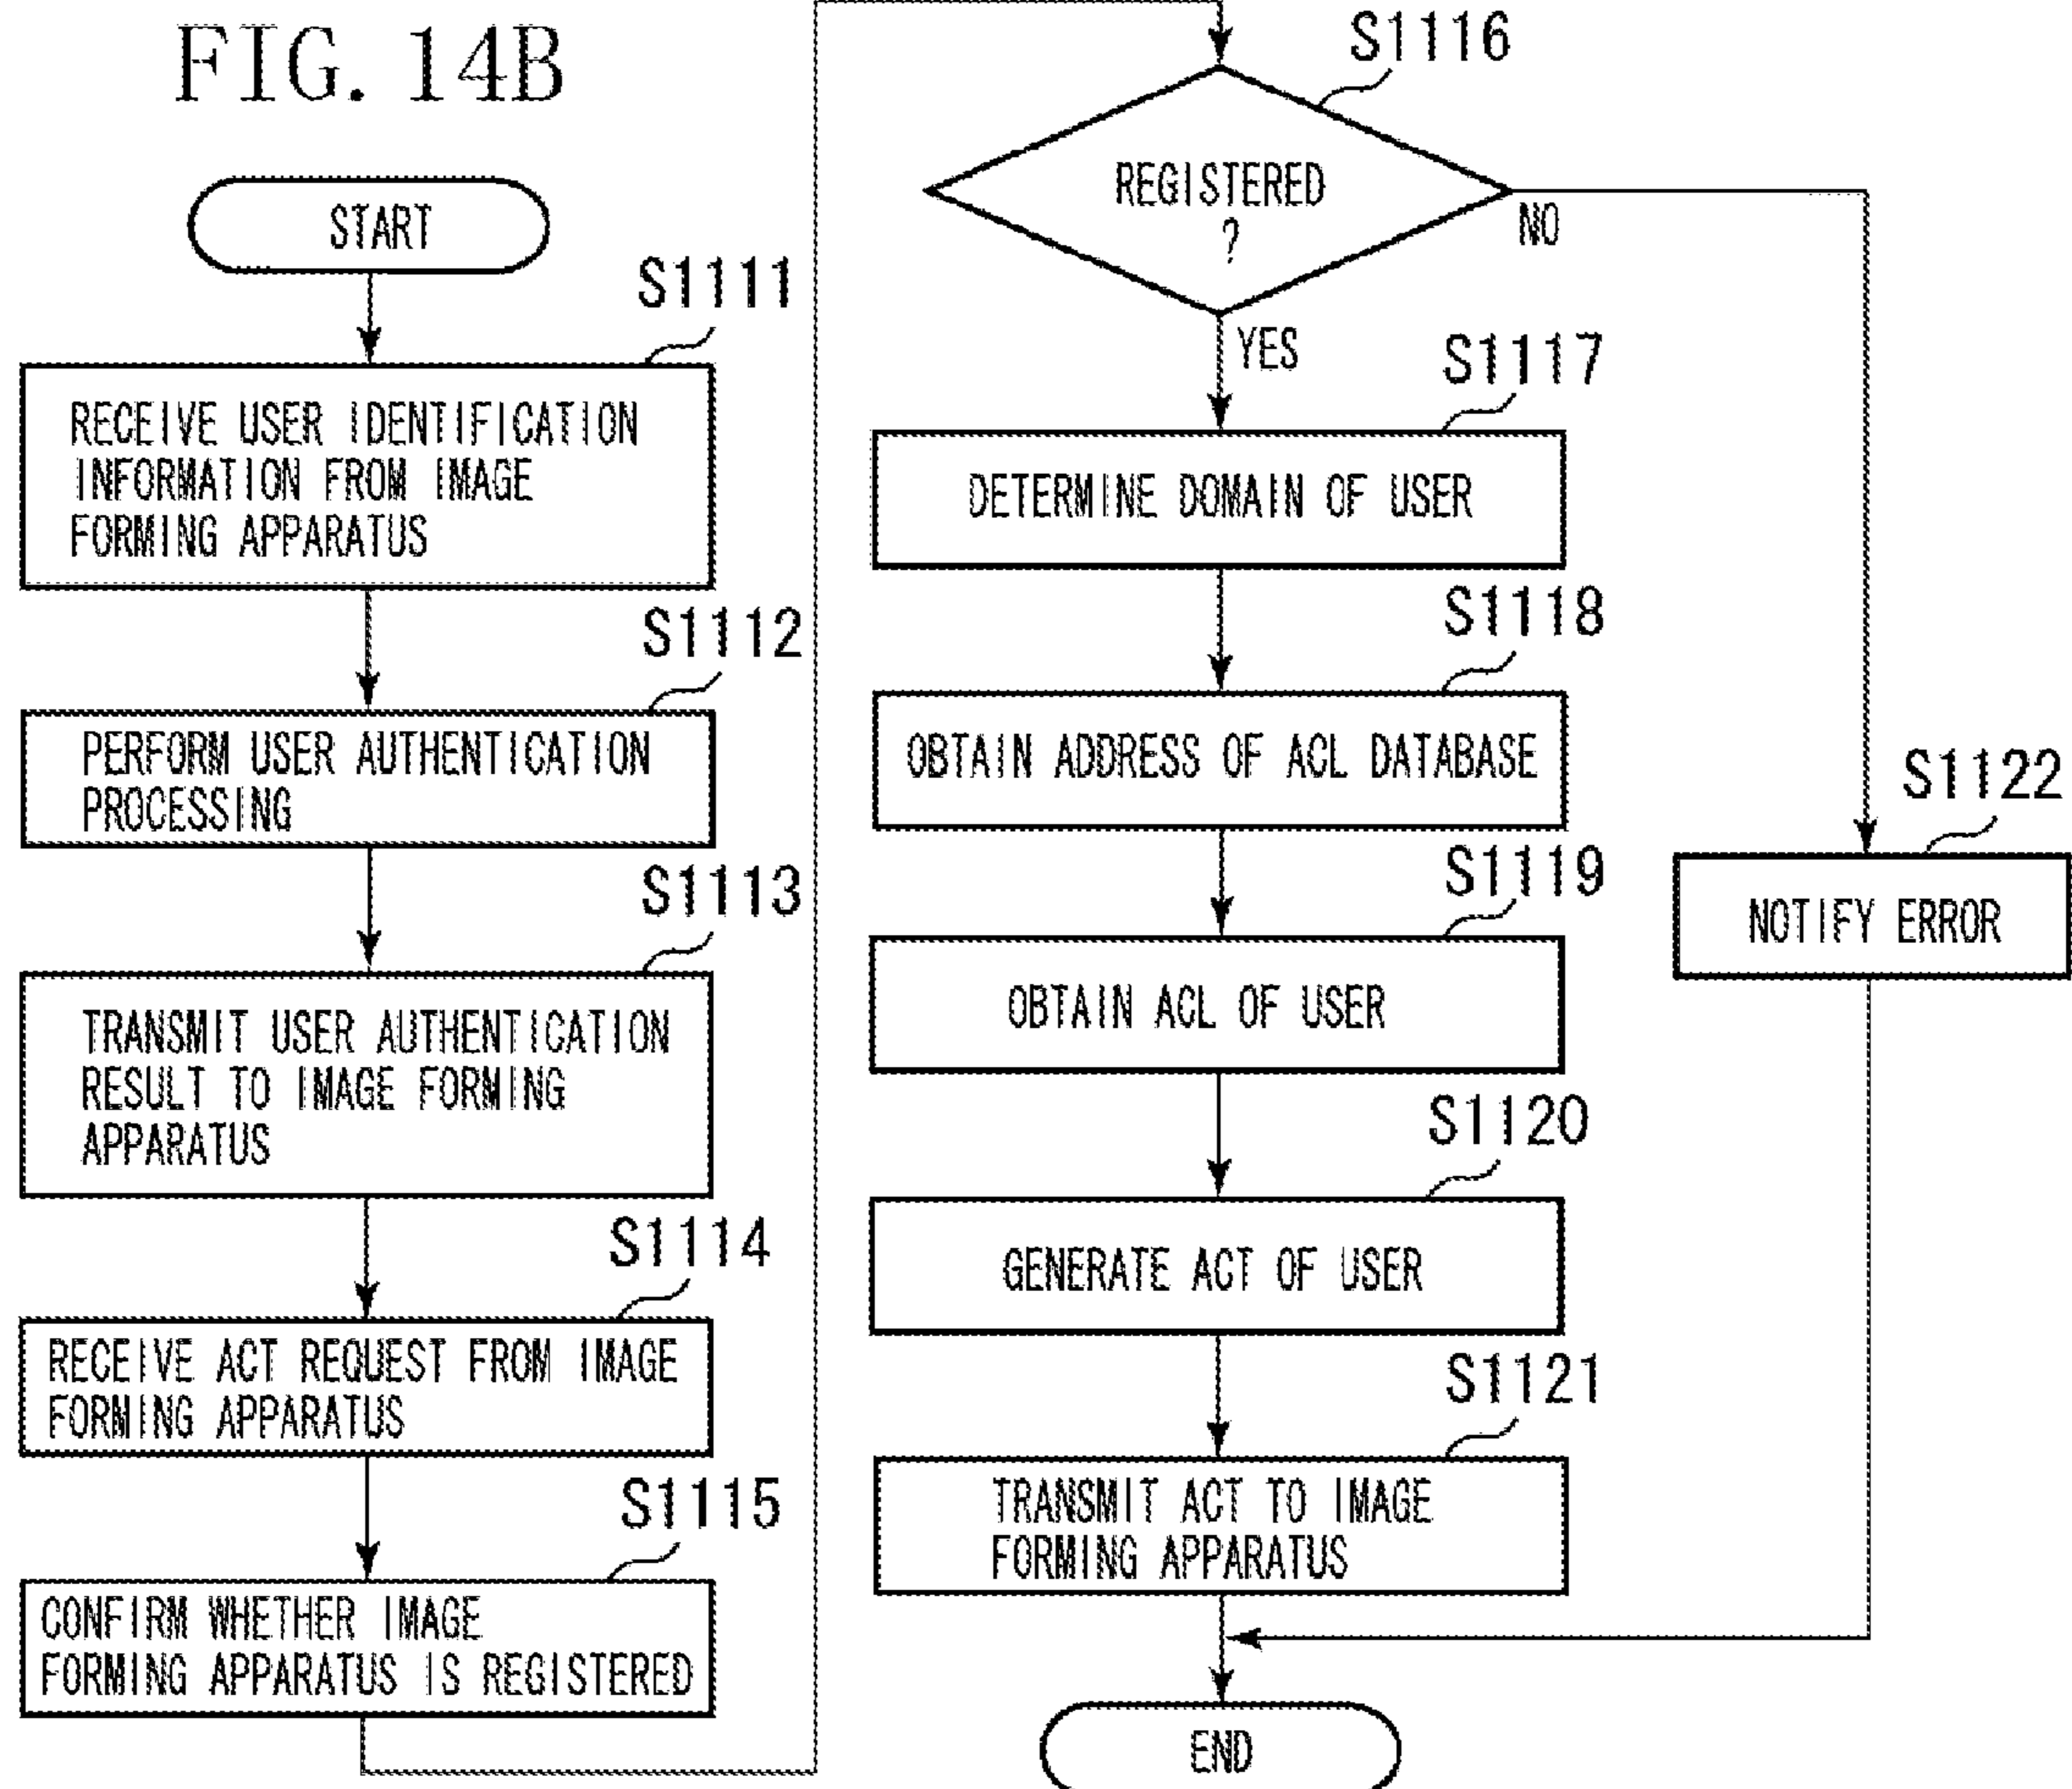 FIG. 14B
START
S1111
RECEIVE USER IDENTIFICATION
INFORMATION FROM IMAGE
FORMING APPARATUS
S1112
PERFORM USER AUTHENTICATION
PROCESSING
S1113
TRANSMIT USER AUTHENTICATION
RESULT TO IMAGE FORMING
APPARATUS
S1114
RECEIVE ACT REQUEST FROM IMAGE
FORMING APPARATUS
S1115
CONFIRM WHETHER IMAGE
FORMING APPARATUS IS REGISTERED
S1116
REGISTERED
?
NO
YES
S1117
DETERMINE DOMAIN OF USER
S1118
OBTAIN ADDRESS OF ACL DATABASE
S1119
OBTAIN ACL OF USER
S1120
GENERATE ACT OF USER
S1121
TRANSMIT ACT TO IMAGE
FORMING APPARATUS
S1122
NOTIFY ERROR
END